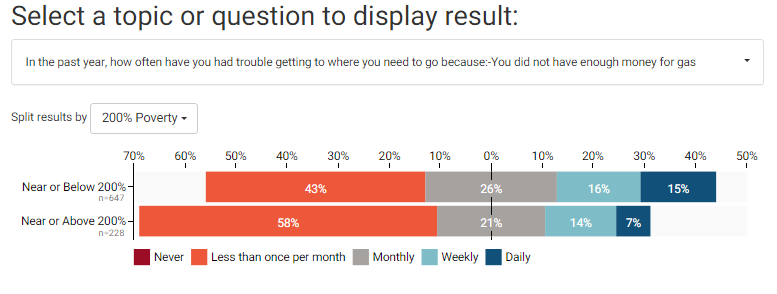 Select a topic or question to display result:
In the past year, how often have you had trouble getting to where you need to go because:-You did not have enough money for gas
Split results by 200% Poverty
70% 60% 50% 40% 30% 20% 10% 0% 10% 20% 30% 40% 50%
Near or Below 200% 43% 26% 16% 15%
n=647
Near or Above 200% 58% 21% 14% 7%
n=228
Never Less than once per month Monthly Weekly Daily